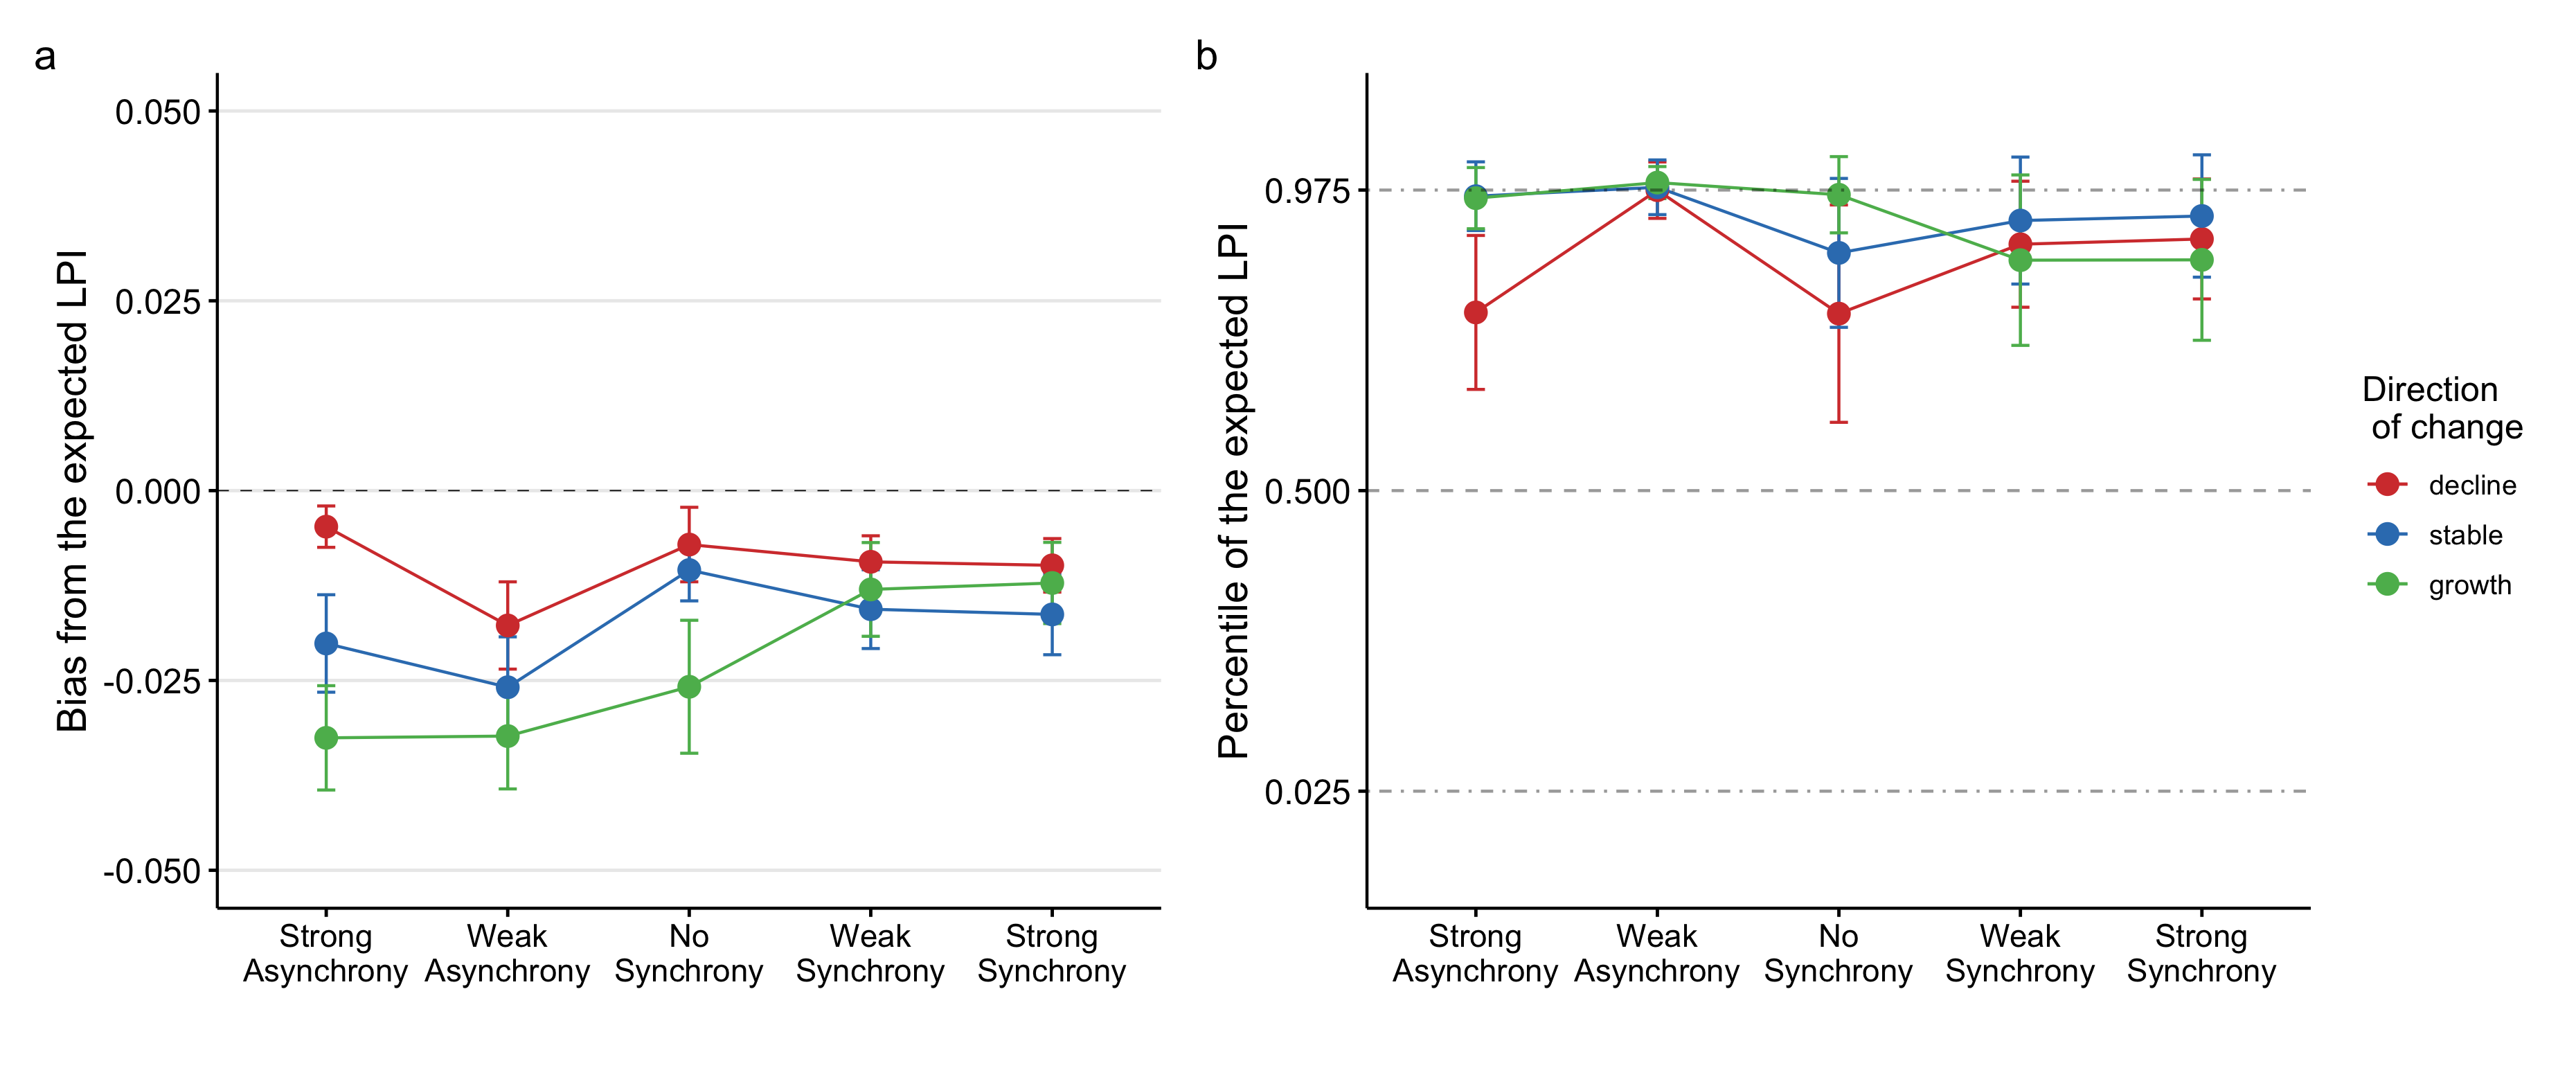 a
Bias from the expected LPI
0.050
0.025
0.000
-0.025
-0.050
Strong
Asynchrony
Weak
Asynchrony
No
Synchrony
Weak
Synchrony
Strong
Synchrony
b
Percentile of the expected LPI
0.975
0.500
0.025
Strong
Asynchrony
Weak
Asynchrony
No
Synchrony
Weak
Synchrony
Strong
Synchrony
Direction
of change
decline
stable
growth